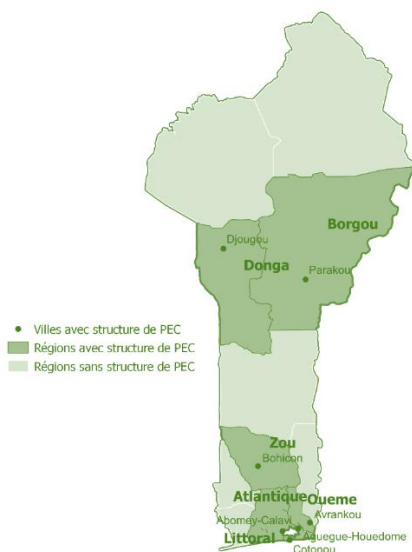 Borgou
Djougou
Donga
Parakou
Villes avec structure de PEC
Régions avec structure de PEC
Régions sans structure de PEC
Zou
Bohicon
Atlantique
Oueme
Abomey-Calavi
Avrankou
Littoral
Aguegue-Houedome
Cotonou